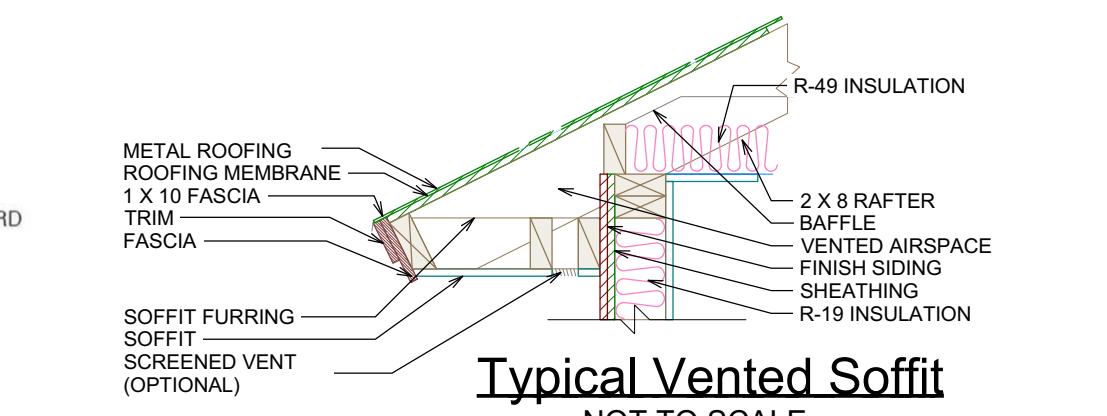 METAL ROOFING
ROOFING MEMBRANE
1 X 10 FASCIA
TRIM
FASCIA
SOFFIT FURRING
SOFFIT
SCREENED VENT
(OPTIONAL)
R-49 INSULATION
2 X 8 RAFTER
BAFFLE
VENTED AIRSPACE
FINISH SIDING
SHEATHING
R-19 INSULATION
Typical Vented Soffit
NOT TO SCALE